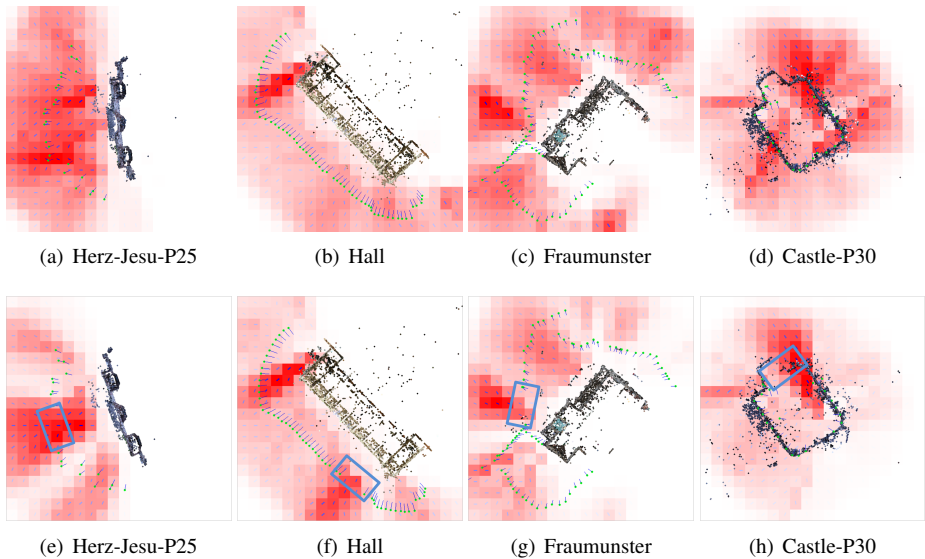 (a) Herz-Jesu-P25 (b) Hall (c) Fraumunster (d) Castle-P30
(e) Herz-Jesu-P25 (f) Hall (g) Fraumunster (h) Castle-P30